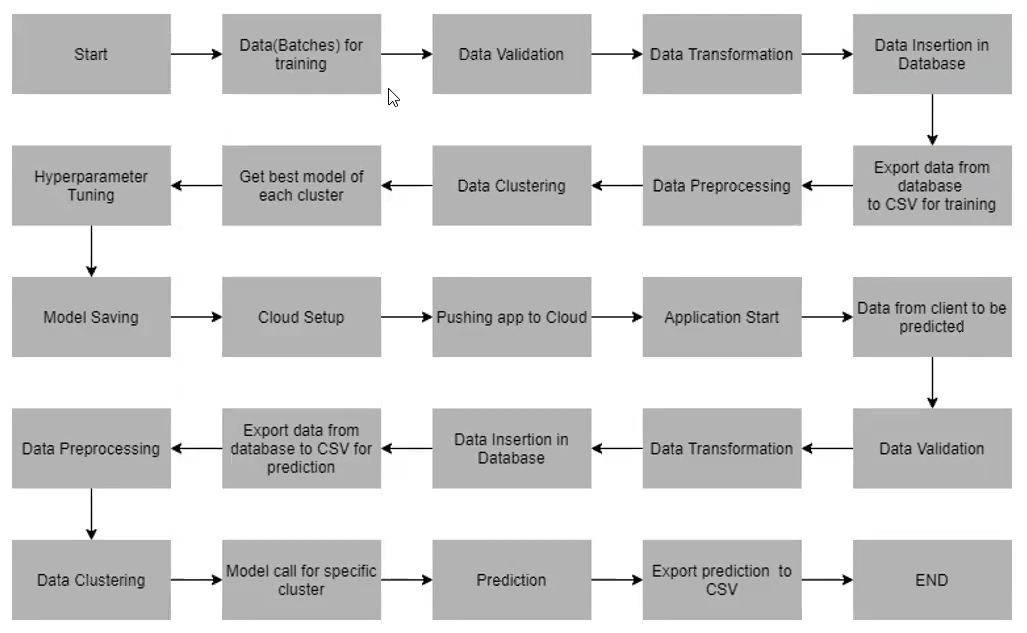 Start
Data(Batches) for
training
Data Validation
Data Transformation
Data Insertion in
Database
Hyperparameter
Tuning
Get best model of
each cluster
Data Clustering
Data Preprocessing
Export data from
database
to CSV for training
Model Saving
Cloud Setup
Pushing app to Cloud
Application Start
Data from client to be
predicted
Data Preprocessing
Export data from
database to CSV for
prediction
Data Insertion in
Database
Data Transformation
Data Validation
Data Clustering
Model call for specific
cluster
Prediction
Export prediction to
CSV
END